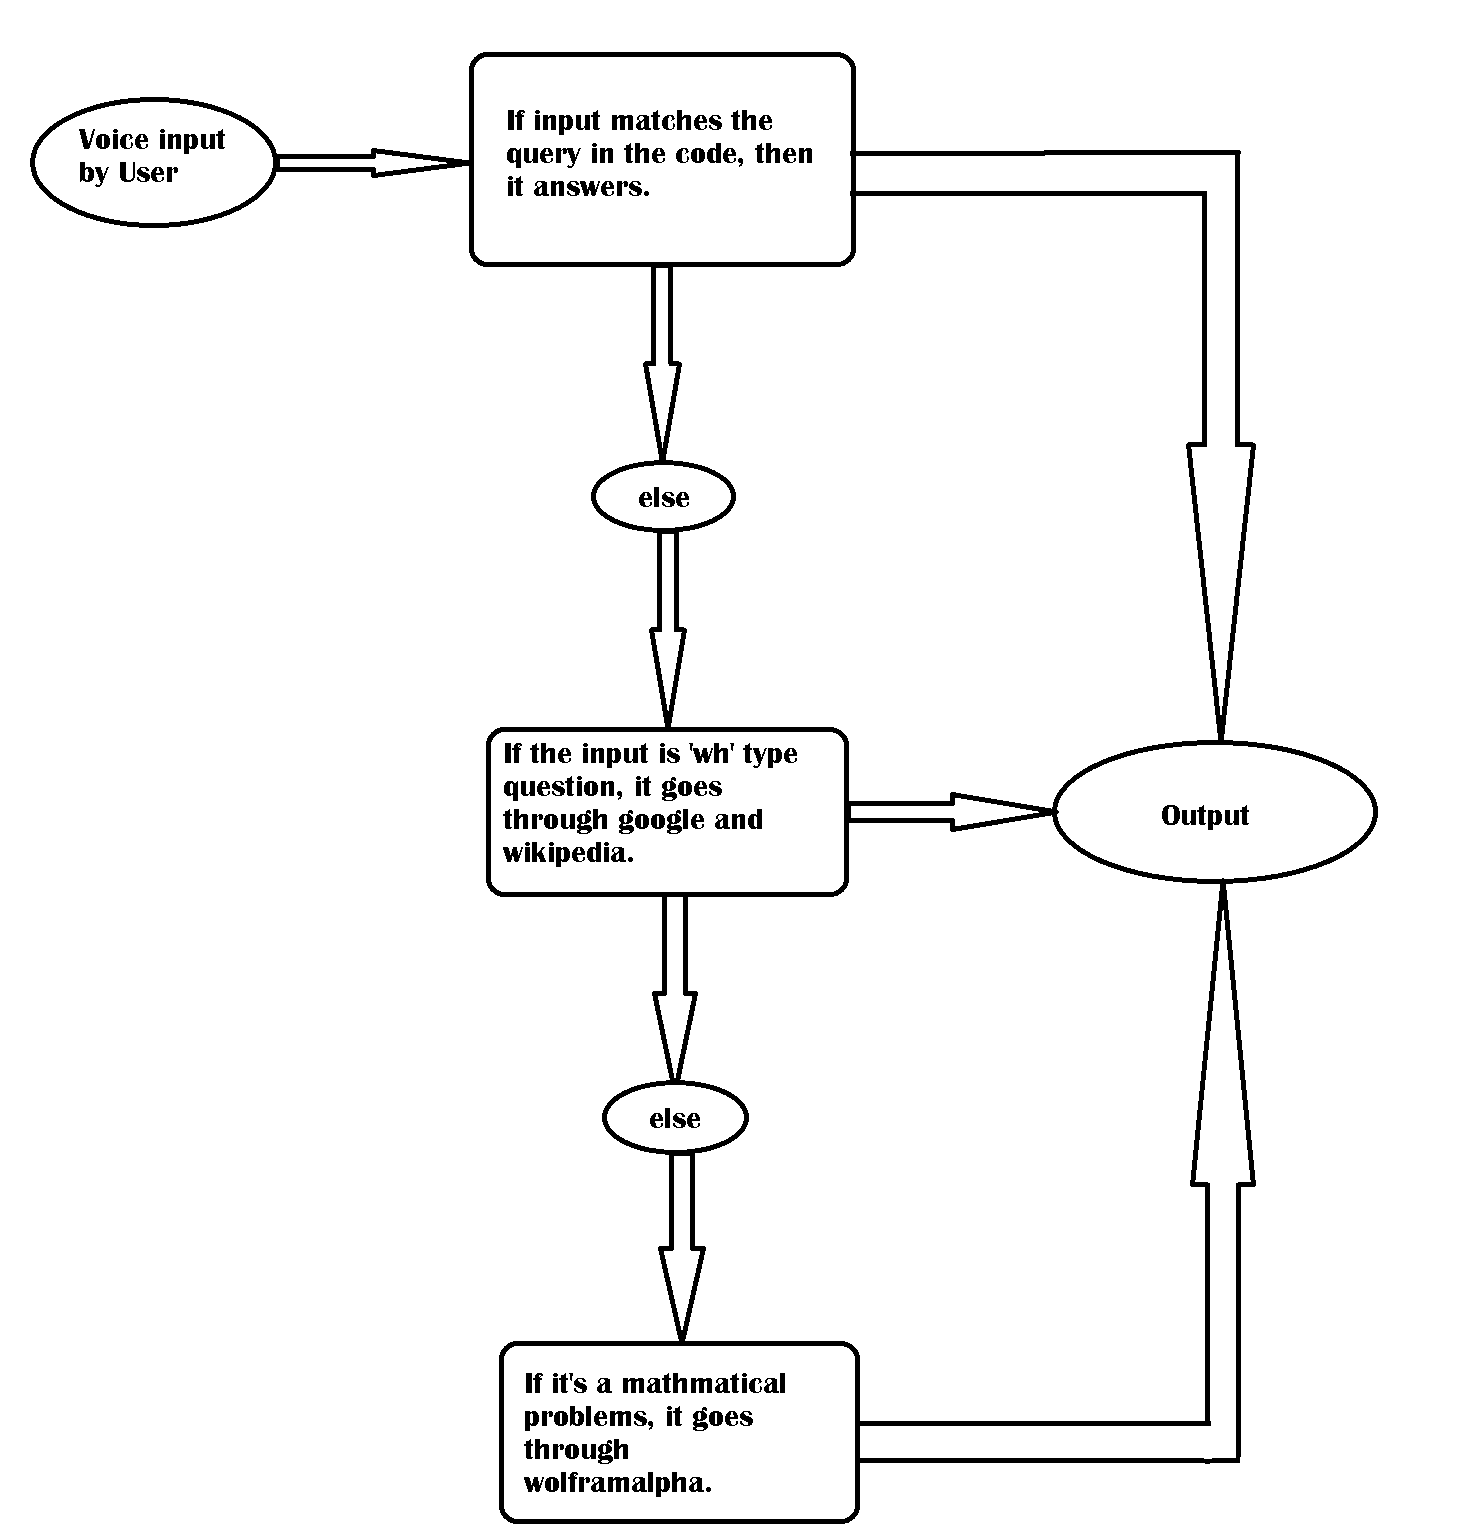 Voice input
by User
If input matches the
query in the code, then
it answers.
else
If the input is 'wh' type
question, it goes
through google and
wikipedia.
Output
else
If it's a mathmatical
problems, it goes
through
wolframalpha.